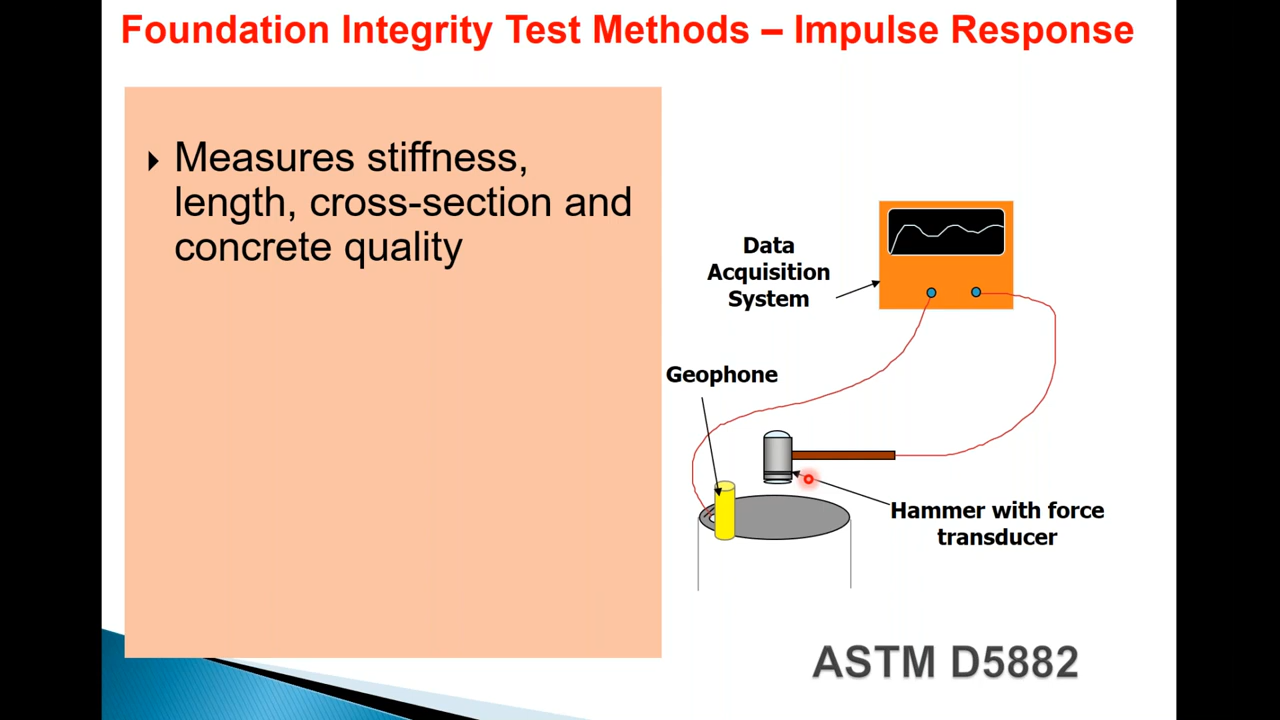 Foundation Integrity Test Methods – Impulse Response
Measures stiffness,
length, cross-section and
concrete quality
Data
Acquisition
System
Geophone
Hammer with force
transducer
ASTM D5882